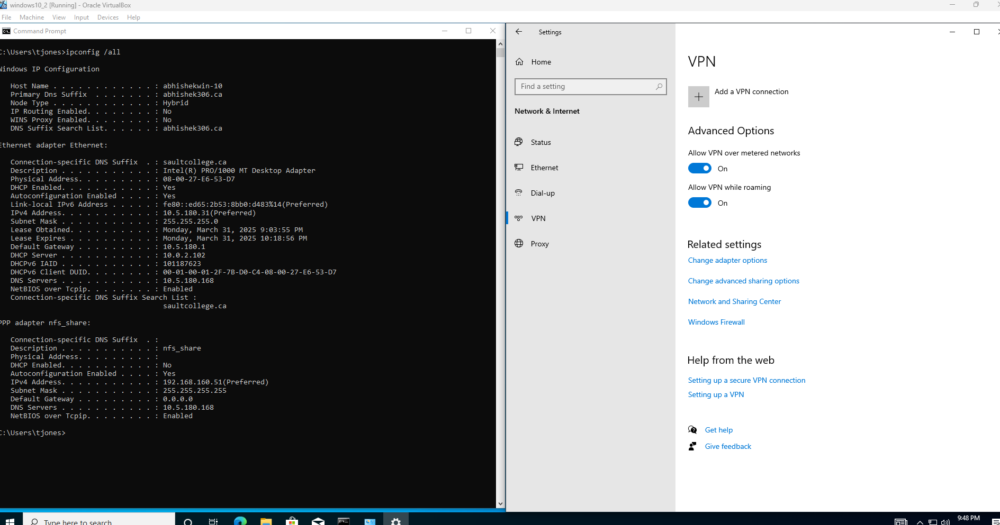 windows10_2 [Running] - Oracle VirtualBox
File Machine View Input Devices Help
Command Prompt
C:\Users\tjones>ipconfig /all
Windows IP Configuration
Host Name . . . . . . . . . . . . : abhishekwin-10
Primary Dns Suffix  . . . . . . . : abhishek306.ca
Node Type . . . . . . . . . . . . : Hybrid
IP Routing Enabled. . . . . . . . : No
WINS Proxy Enabled. . . . . . . . : No
DNS Suffix Search List. . . . . . : abhishek306.ca
Ethernet adapter Ethernet:
Connection-specific DNS Suffix  . : saultcollege.ca
Description . . . . . . . . . . . : Intel(R) PRO/1000 MT Desktop Adapter
Physical Address. . . . . . . . . : 08-00-27-E6-53-D7
DHCP Enabled. . . . . . . . . . . : Yes
Autoconfiguration Enabled . . . . : Yes
Link-local IPv6 Address . . . . . : fe80::ed65:2b53:8bb0:d483%14(Preferred)
IPv4 Address. . . . . . . . . . . : 10.5.180.31(Preferred)
Subnet Mask . . . . . . . . . . . : 255.255.255.0
Lease Obtained. . . . . . . . . . : Monday, March 31, 2025 9:03:55 PM
Lease Expires . . . . . . . . . . : Monday, March 31, 2025 10:18:56 PM
Default Gateway . . . . . . . . . : 10.5.180.1
DHCP Server . . . . . . . . . . . : 10.0.2.102
DHCPv6 IAID . . . . . . . . . . . : 101187623
DHCPv6 Client DUID. . . . . . . . : 00-01-00-01-2F-7B-D0-C4-08-00-27-E6-53-D7
DNS Servers . . . . . . . . . . . : 10.5.180.168
NetBIOS over Tcpip. . . . . . . . : Enabled
Connection-specific DNS Suffix Search List :
saultcollege.ca
PPP adapter nfs_share:
Connection-specific DNS Suffix  . :
Description . . . . . . . . . . . : nfs_share
Physical Address. . . . . . . . . :
DHCP Enabled. . . . . . . . . . . : No
Autoconfiguration Enabled . . . . : Yes
IPv4 Address. . . . . . . . . . . : 192.168.160.51(Preferred)
Subnet Mask . . . . . . . . . . . : 255.255.255.255
Default Gateway . . . . . . . . . : 0.0.0.0
DNS Servers . . . . . . . . . . . : 10.5.180.168
NetBIOS over Tcpip. . . . . . . . : Enabled
C:\Users\tjones>
Settings
Home
Find a setting
Network & Internet
Status
Ethernet
Dial-up
VPN
Proxy
VPN
Add a VPN connection
Advanced Options
Allow VPN over metered networks
On
Allow VPN while roaming
On
Related settings
Change adapter options
Change advanced sharing options
Network and Sharing Center
Windows Firewall
Help from the web
Setting up a secure VPN connection
Setting up a VPN
Get help
Give feedback
Type here to search
9:48 PM